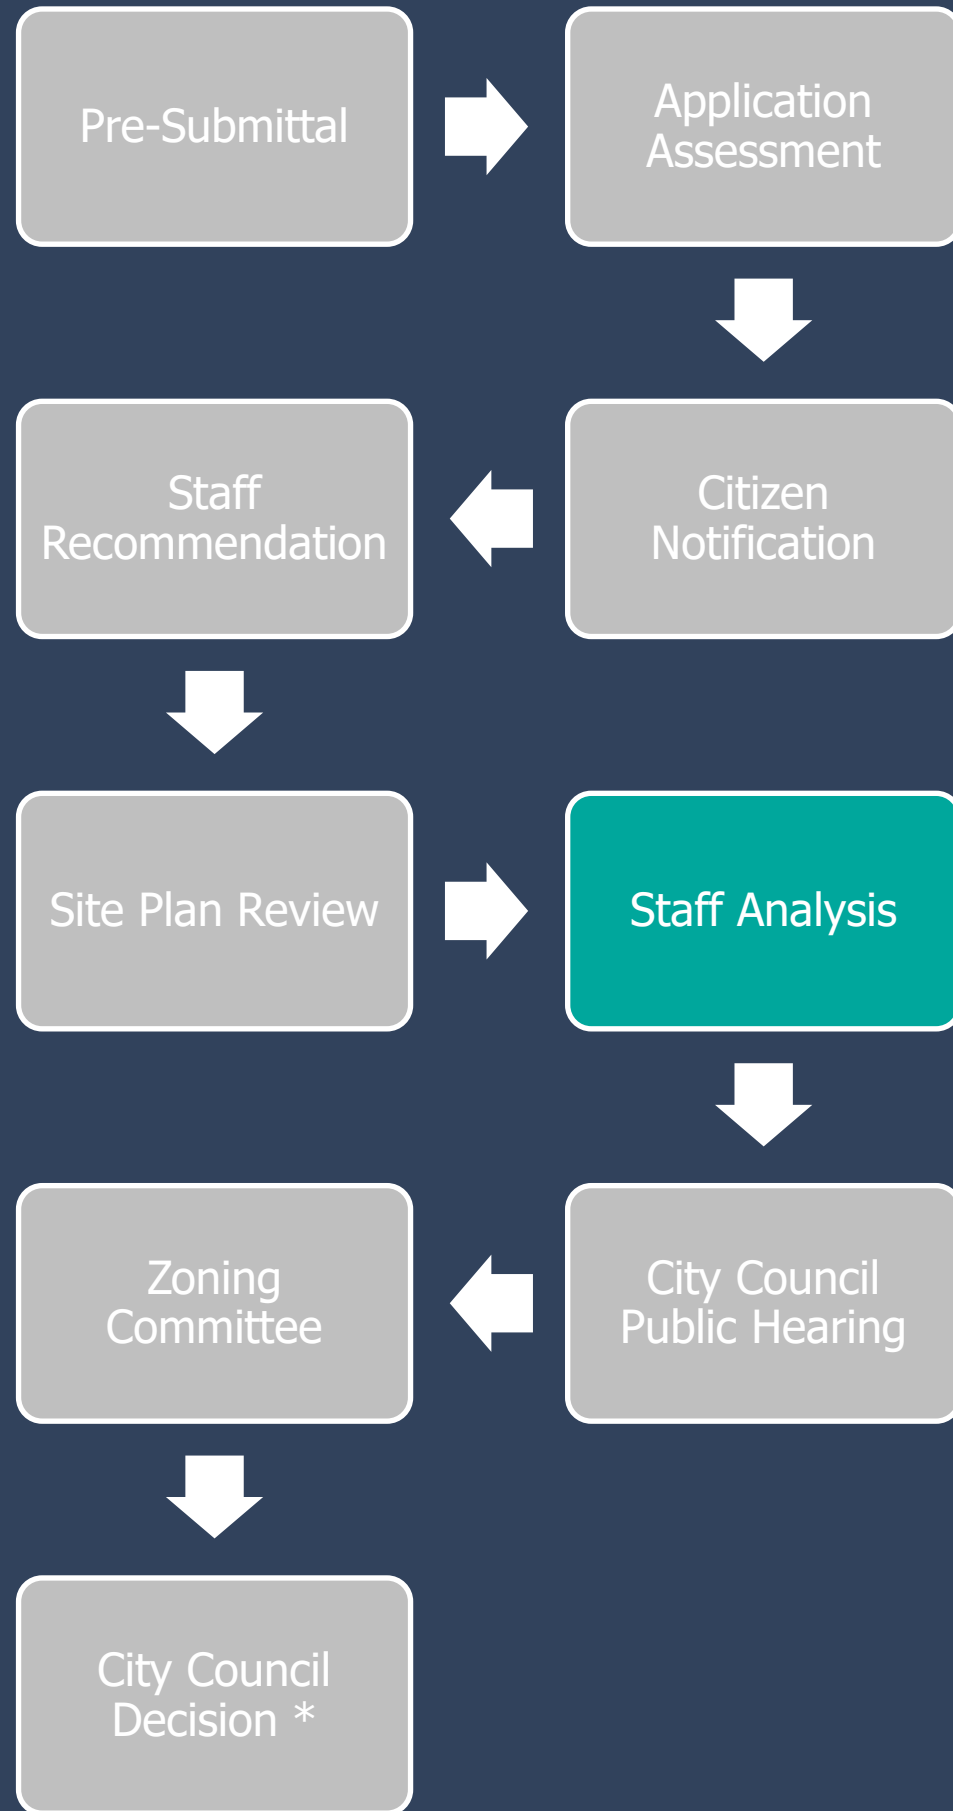 Pre-Submittal
Application
Assessment
Citizen
Notification
Staff
Recommendation
Site Plan Review
Staff Analysis
City Council
Public Hearing
Zoning
Committee
City Council
Decision *